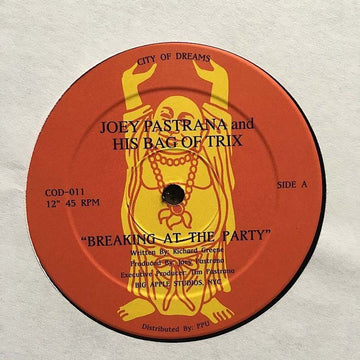 CITY OF DREAMS
JOEY PASTRANA and
HIS BAG OF TRIX
COD-011
12" 45 RPM
SIDE A
"BREAKING AT THE PARTY"
Written By: Richard Greene
Produced By: Joey Pastrana
Executive Producer: Tim Pastrana
BIG APPLE STUDIOS, NYC
Distributed By: PPU